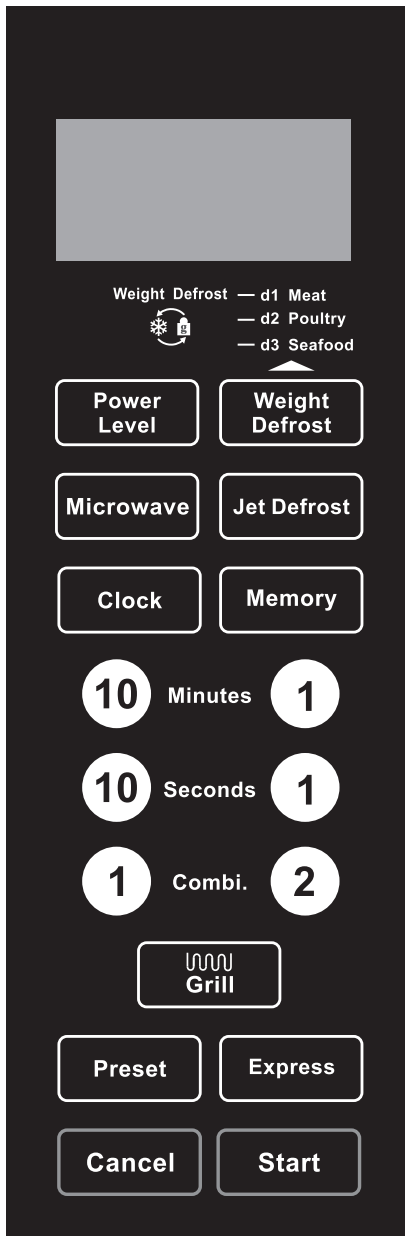 Weight Defrost — d1 Meat
— d2 Poultry
g
— d3 Seafood
Power
Level
Weight
Defrost
Microwave
Jet Defrost
Clock
Memory
10 Minutes 1
10 Seconds 1
1 Combi. 2
Grill
Preset
Express
Cancel
Start